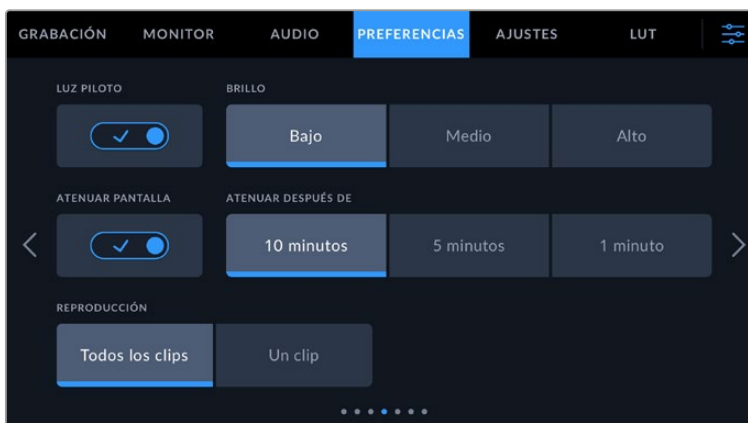 GRABACIÓN MONITOR AUDIO PREFERENCIAS AJUSTES LUT
LUZ PILOTO BRILLO
Bajo Medio Alto
ATENUAR PANTALLA ATENUAR DESPUÉS DE
10 minutos 5 minutos 1 minuto
REPRODUCCIÓN
Todos los clips Un clip